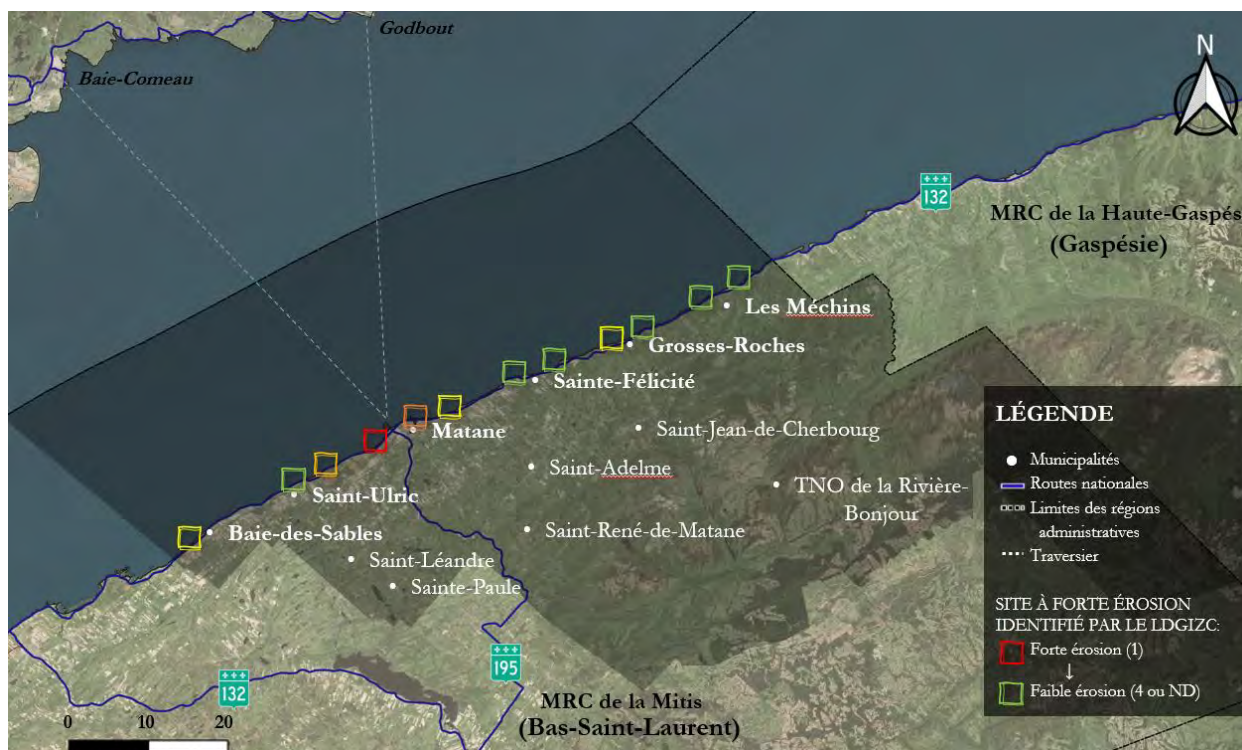 Godbout
Baie-Comeau
N
+++
132
MRC de la Haute-Gaspés
(Gaspésie)
Les Méchins
Grosses-Roches
Sainte-Félicité
Matane
Saint-Jean-de-Cherbourg
Saint-Adelme
TNO de la Rivière-
Bonjour
Saint-Ulric
Baie-des-Sables
Saint-René-de-Matane
Saint-Léandre
Sainte-Paule
LÉGENDE
Municipalités
Routes nationales
Limites des régions
administratives
Traversier
SITE À FORTE ÉROSION
IDENTIFIÉ PAR LE LDGIZC:
Forte érosion (1)
↓
Faible érosion (4 ou ND)
+++
195
+++
132
MRC de la Mitis
(Bas-Saint-Laurent)
0 10 20